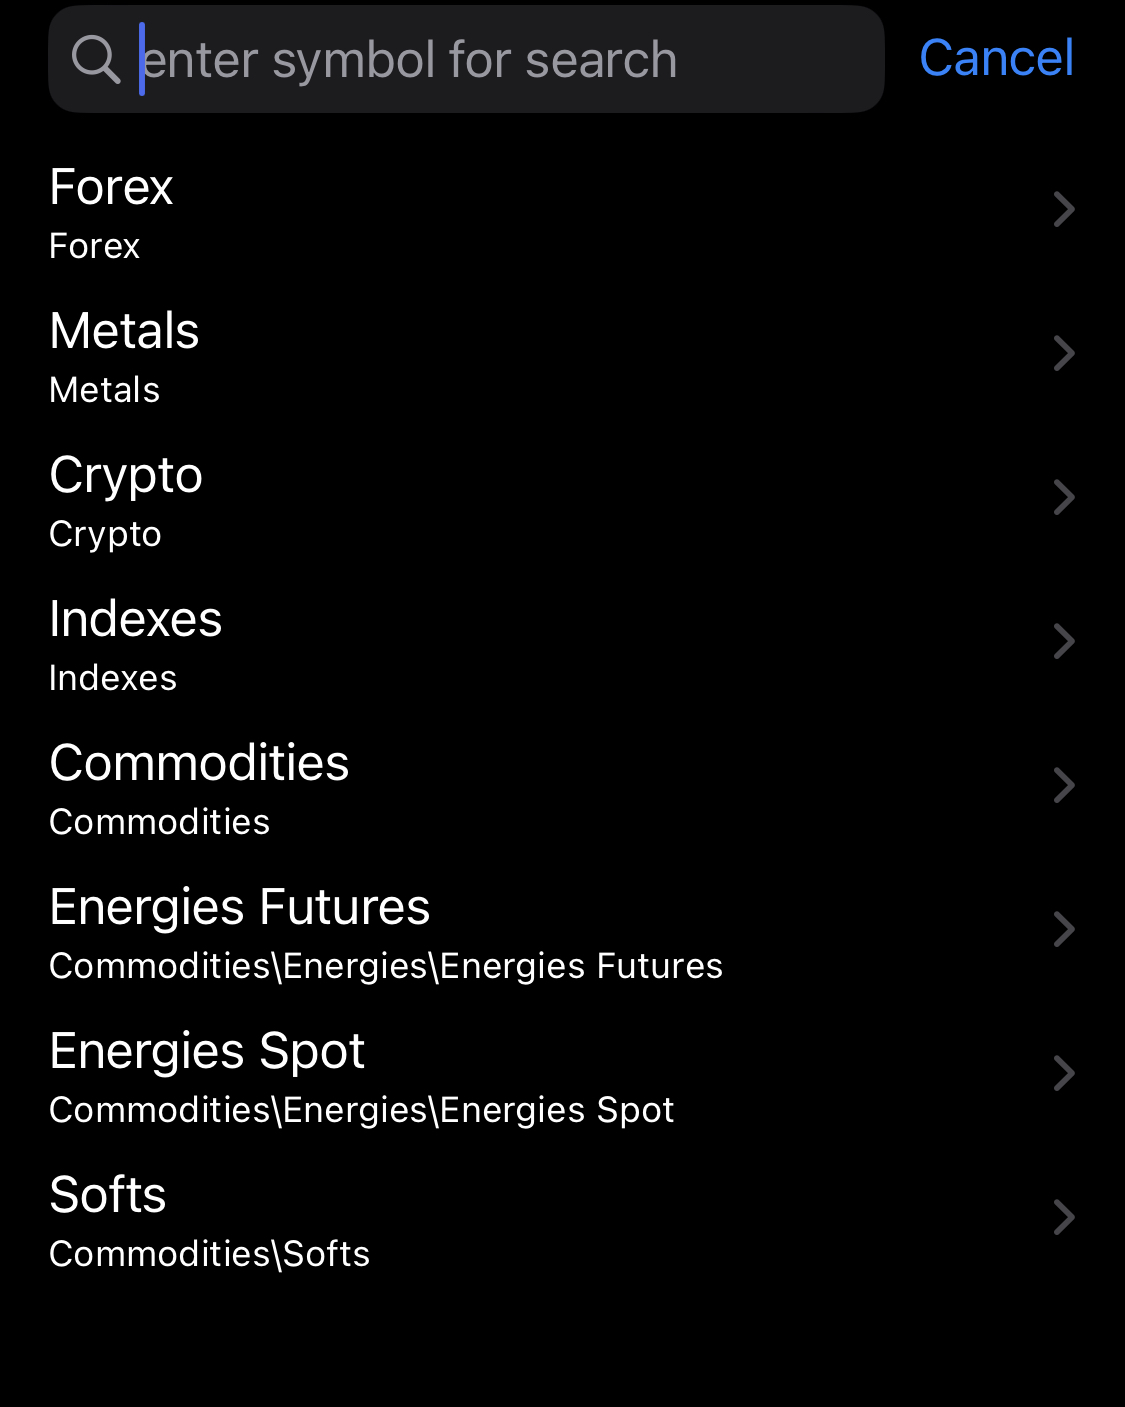 enter symbol for search
Cancel
Forex
Forex
Metals
Metals
Crypto
Crypto
Indexes
Indexes
Commodities
Commodities
Energies Futures
Commodities\Energies\Energies Futures
Energies Spot
Commodities\Energies\Energies Spot
Softs
Commodities\Softs